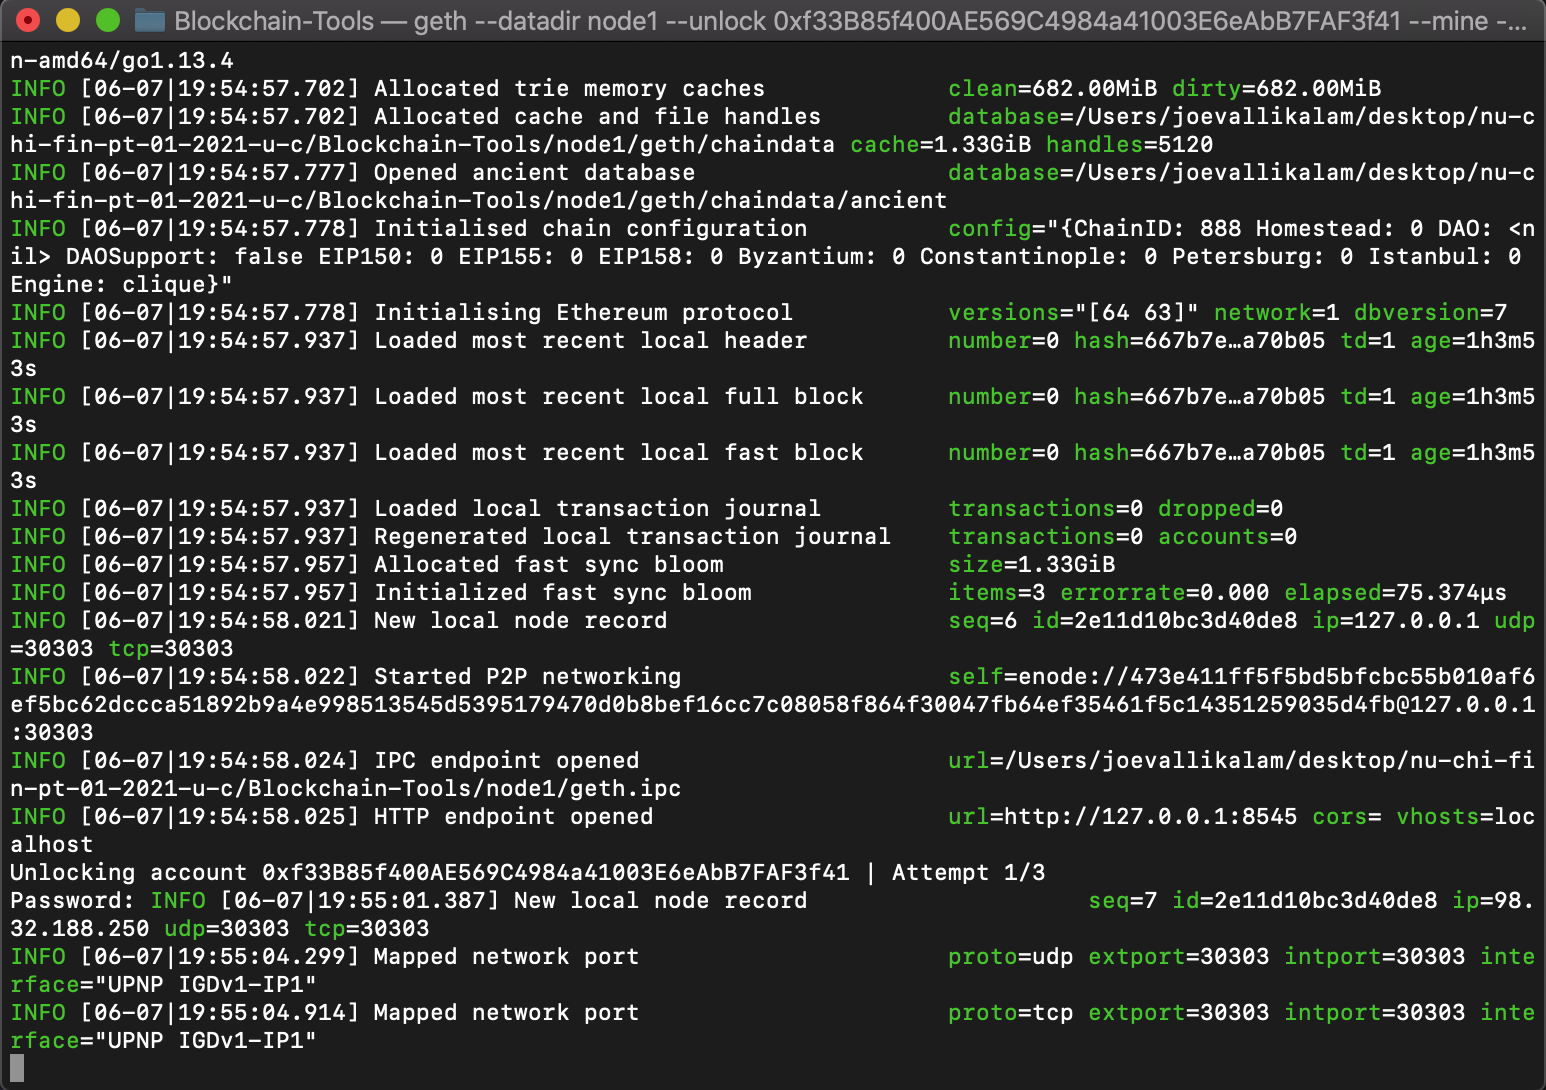 Blockchain-Tools — geth --datadir node1 --unlock 0xf33B85f400AE569C4984a41003E6eAbB7FAF3f41 --mine -...
n-amd64/go1.13.4
INFO [06-07|19:54:57.702] Allocated trie memory caches             clean=682.00MiB dirty=682.00MiB
INFO [06-07|19:54:57.702] Allocated cache and file handles         database=/Users/joevallikalam/desktop/nu-c
hi-fin-pt-01-2021-u-c/Blockchain-Tools/node1/geth/chaindata cache=1.33GiB handles=5120
INFO [06-07|19:54:57.777] Opened ancient database                  database=/Users/joevallikalam/desktop/nu-c
hi-fin-pt-01-2021-u-c/Blockchain-Tools/node1/geth/chaindata/ancient
INFO [06-07|19:54:57.778] Initialised chain configuration          config="{ChainID: 888 Homestead: 0 DAO: <n
il> DAOSupport: false EIP150: 0 EIP155: 0 EIP158: 0 Byzantium: 0 Constantinople: 0 Petersburg: 0 Istanbul: 0
Engine: clique}"
INFO [06-07|19:54:57.778] Initialising Ethereum protocol           versions="[64 63]" network=1 dbversion=7
INFO [06-07|19:54:57.937] Loaded most recent local header          number=0 hash=667b7e…a70b05 td=1 age=1h3m5
3s
INFO [06-07|19:54:57.937] Loaded most recent local full block      number=0 hash=667b7e…a70b05 td=1 age=1h3m5
3s
INFO [06-07|19:54:57.937] Loaded most recent local fast block      number=0 hash=667b7e…a70b05 td=1 age=1h3m5
3s
INFO [06-07|19:54:57.937] Loaded local transaction journal         transactions=0 dropped=0
INFO [06-07|19:54:57.937] Regenerated local transaction journal    transactions=0 accounts=0
INFO [06-07|19:54:57.957] Allocated fast sync bloom                size=1.33GiB
INFO [06-07|19:54:57.957] Initialized fast sync bloom              items=3 errorrate=0.000 elapsed=75.374µs
INFO [06-07|19:54:58.021] New local node record                    seq=6 id=2e11d10bc3d40de8 ip=127.0.0.1 udp
=30303 tcp=30303
INFO [06-07|19:54:58.022] Started P2P networking                   self=enode://473e411ff5f5bd5bfcbc55b010af6
ef5bc62dccca51892b9a4e998513545d5395179470d0b8bef16cc7c08058f864f30047fb64ef35461f5c14351259035d4fb@127.0.0.1
:30303
INFO [06-07|19:54:58.024] IPC endpoint opened                      url=/Users/joevallikalam/desktop/nu-chi-fi
n-pt-01-2021-u-c/Blockchain-Tools/node1/geth.ipc
INFO [06-07|19:54:58.025] HTTP endpoint opened                     url=http://127.0.0.1:8545 cors= vhosts=loc
alhost
Unlocking account 0xf33B85f400AE569C4984a41003E6eAbB7FAF3f41 | Attempt 1/3
Password: INFO [06-07|19:55:01.387] New local node record                    seq=7 id=2e11d10bc3d40de8 ip=98.
32.188.250 udp=30303 tcp=30303
INFO [06-07|19:55:04.299] Mapped network port                      proto=udp extport=30303 intport=30303 inte
rface="UPNP IGDv1-IP1"
INFO [06-07|19:55:04.914] Mapped network port                      proto=tcp extport=30303 intport=30303 inte
rface="UPNP IGDv1-IP1"